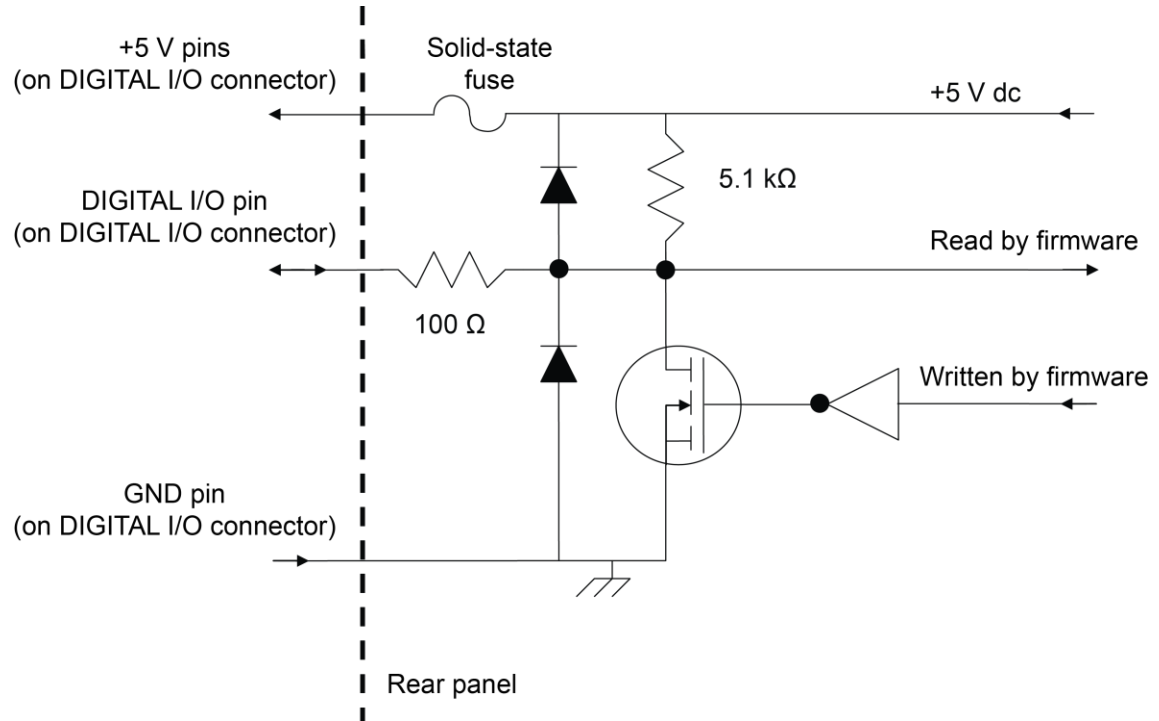 +5 V pins
(on DIGITAL I/O connector)
Solid-state
fuse
+5 V dc
5.1 kΩ
DIGITAL I/O pin
(on DIGITAL I/O connector)
Read by firmware
100 Ω
Written by firmware
GND pin
(on DIGITAL I/O connector)
Rear panel